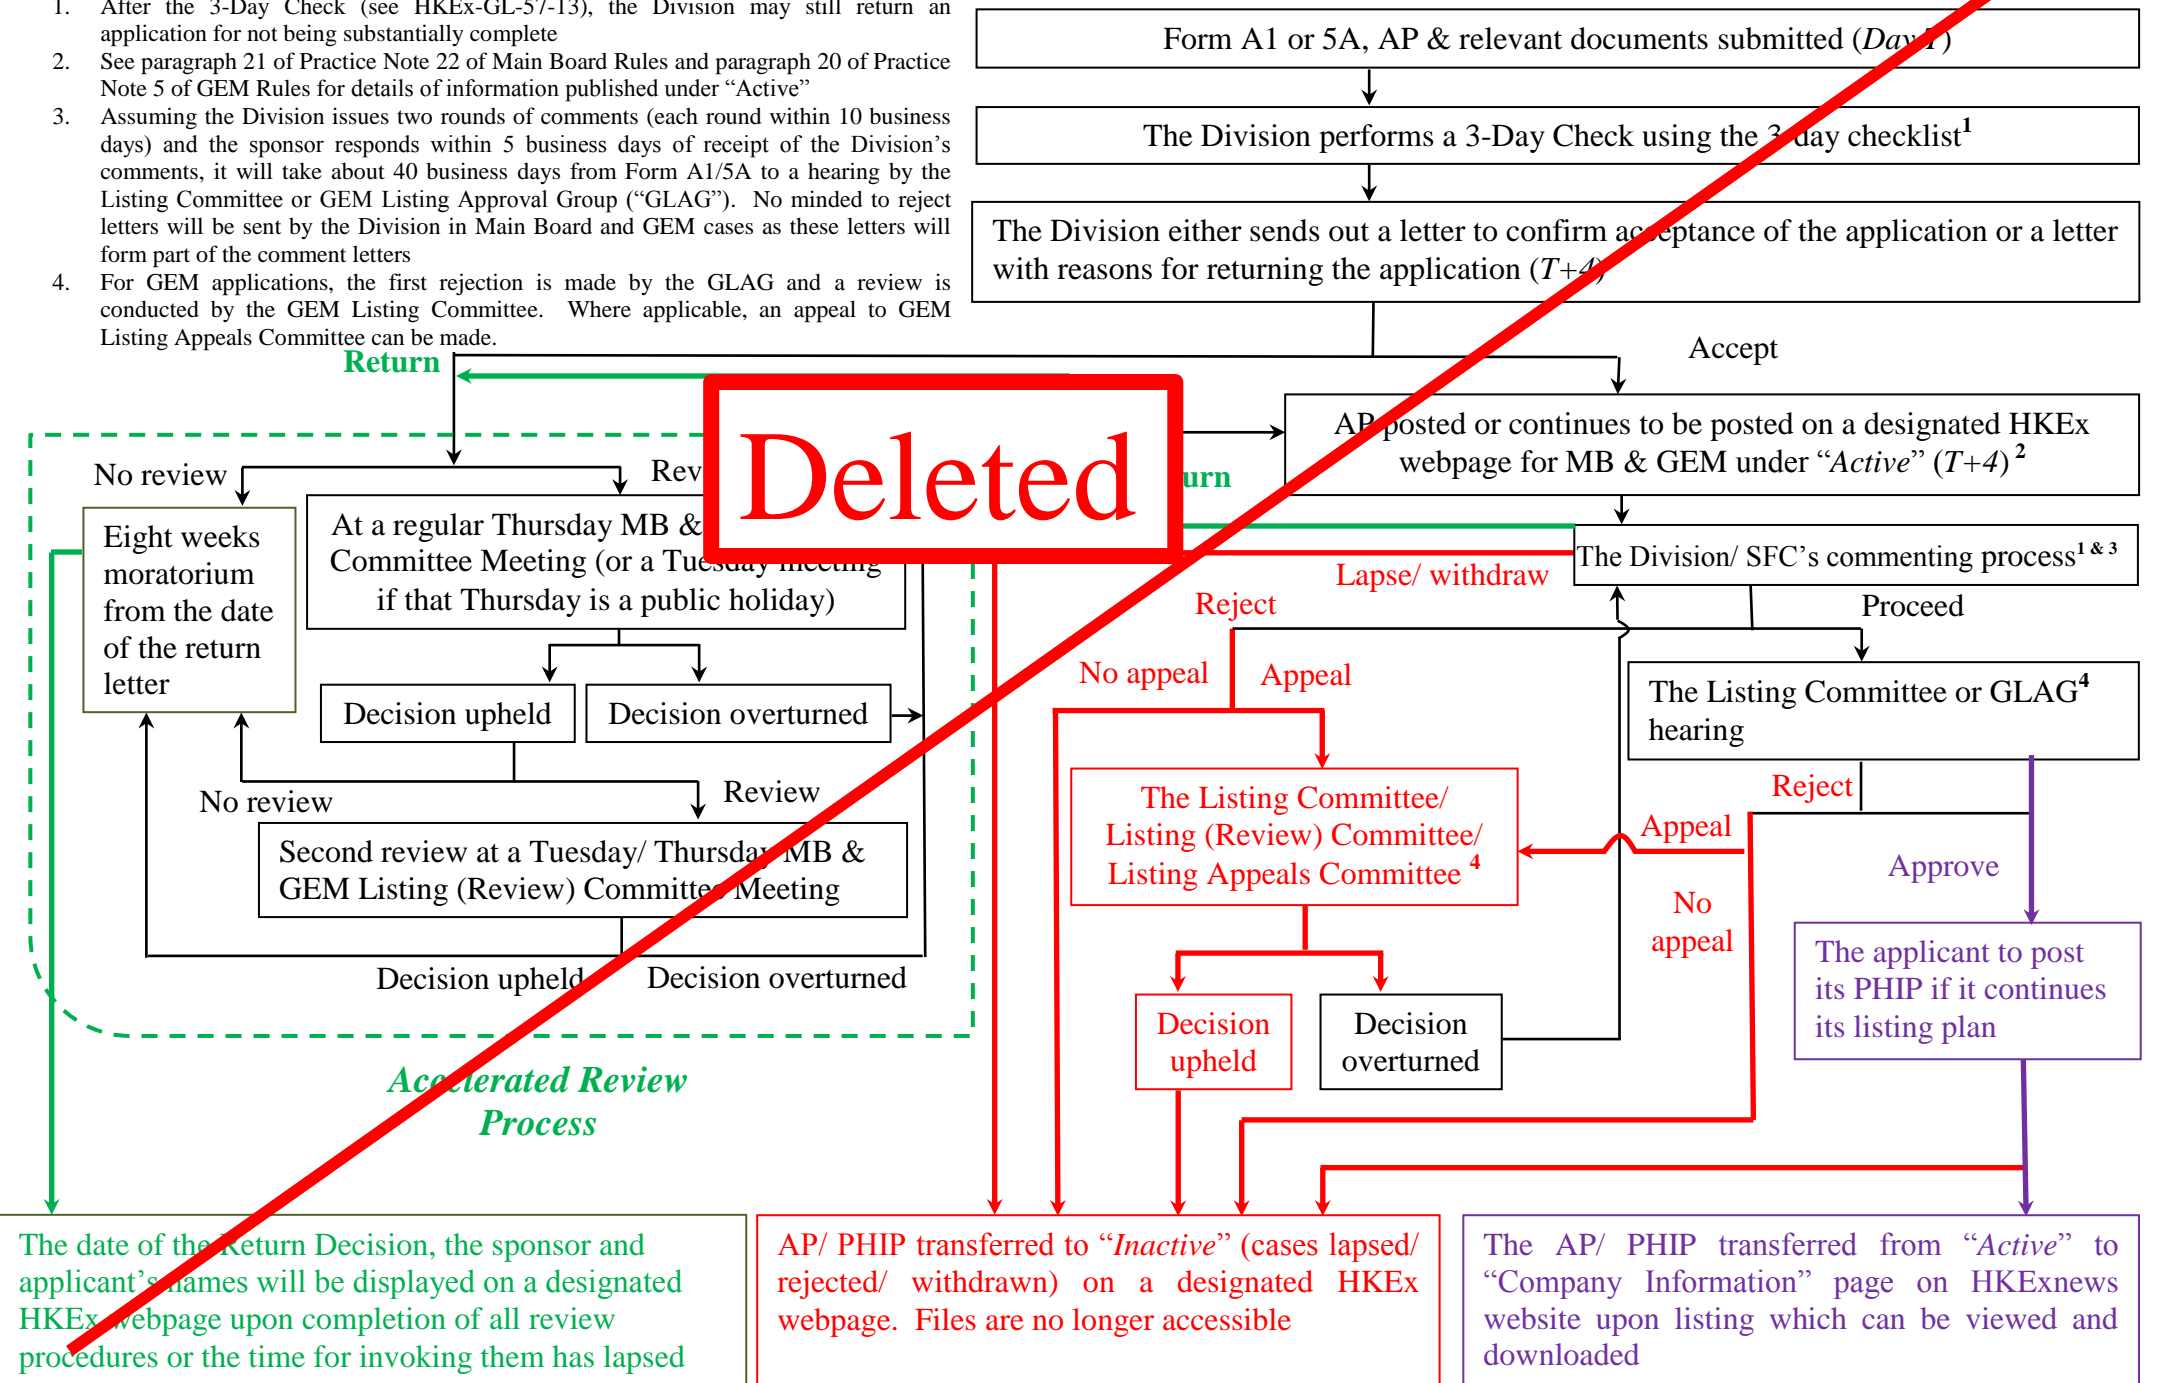 1. After the 3-Day Check (see HKEx-GL-57-13), the Division may still return an
application for not being substantially complete
2. See paragraph 21 of Practice Note 22 of Main Board Rules and paragraph 20 of Practice
Note 5 of GEM Rules for details of information published under “Active”
3. Assuming the Division issues two rounds of comments (each round within 10 business
days) and the sponsor responds within 5 business days of receipt of the Division’s
comments, it will take about 40 business days from Form A1/5A to a hearing by the
Listing Committee or GEM Listing Approval Group (“GLAG”). No minded to reject
letters will be sent by the Division in Main Board and GEM cases as these letters will
form part of the comment letters
4. For GEM applications, the first rejection is made by the GLAG and a review is
conducted by the GEM Listing Committee. Where applicable, an appeal to GEM
Listing Appeals Committee can be made.
Form A1 or 5A, AP & relevant documents submitted (Day T)
The Division performs a 3-Day Check using the 3-day checklist1
The Division either sends out a letter to confirm acceptance of the application or a letter
with reasons for returning the application (T+4)
Return
Accept
Deleted
AP posted or continues to be posted on a designated HKEx
webpage for MB & GEM under “Active” (T+4) 2
No review
Eight weeks
moratorium
from the date
of the return
letter
At a regular Thursday MB &
Committee Meeting (or a Tuesday meeting
if that Thursday is a public holiday)
The Division/ SFC’s commenting process1 & 3
Lapse/ withdraw
Reject
Proceed
No appeal
Appeal
Decision upheld
Decision overturned
The Listing Committee or GLAG4
hearing
No review
Review
Second review at a Tuesday/ Thursday MB &
GEM Listing (Review) Committee Meeting
Decision upheld
Decision overturned
The Listing Committee/
Listing (Review) Committee/
Listing Appeals Committee 4
Reject
Appeal
No
appeal
Approve
Decision
upheld
Decision
overturned
The applicant to post
its PHIP if it continues
its listing plan
Accelerated Review
Process
The date of the Return Decision, the sponsor and
applicant’s names will be displayed on a designated
HKEx webpage upon completion of all review
procedures or the time for invoking them has lapsed
AP/ PHIP transferred to “Inactive” (cases lapsed/
rejected/ withdrawn) on a designated HKEx
webpage. Files are no longer accessible
The AP/ PHIP transferred from “Active” to
“Company Information” page on HKExnews
website upon listing which can be viewed and
downloaded